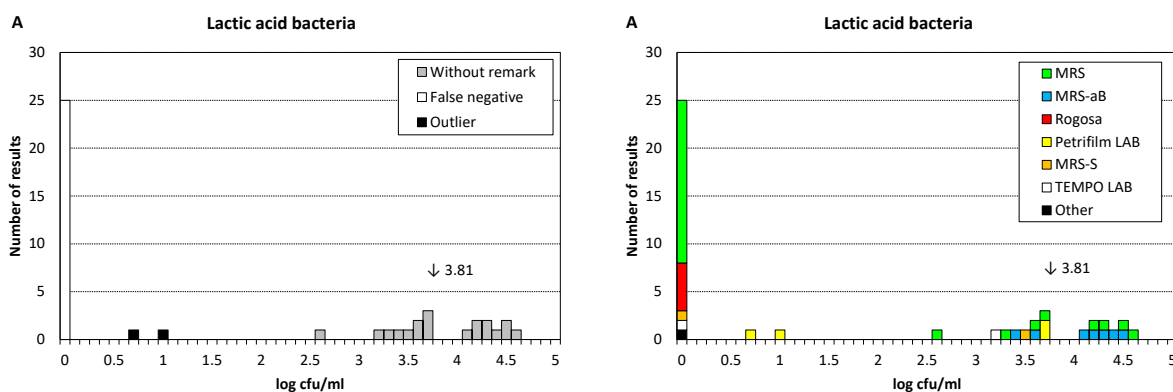 A
Lactic acid bacteria
30
25
20
15
10
5
0
Number of results
Without remark
False negative
Outlier
↓ 3.81
0 0.5 1 1.5 2 2.5 3 3.5 4 4.5 5
log cfu/ml
A
Lactic acid bacteria
30
25
20
15
10
5
0
Number of results
MRS
MRS-aB
Rogosa
Petrifilm LAB
MRS-S
TEMPO LAB
Other
↓ 3.81
0 0.5 1 1.5 2 2.5 3 3.5 4 4.5 5
log cfu/ml